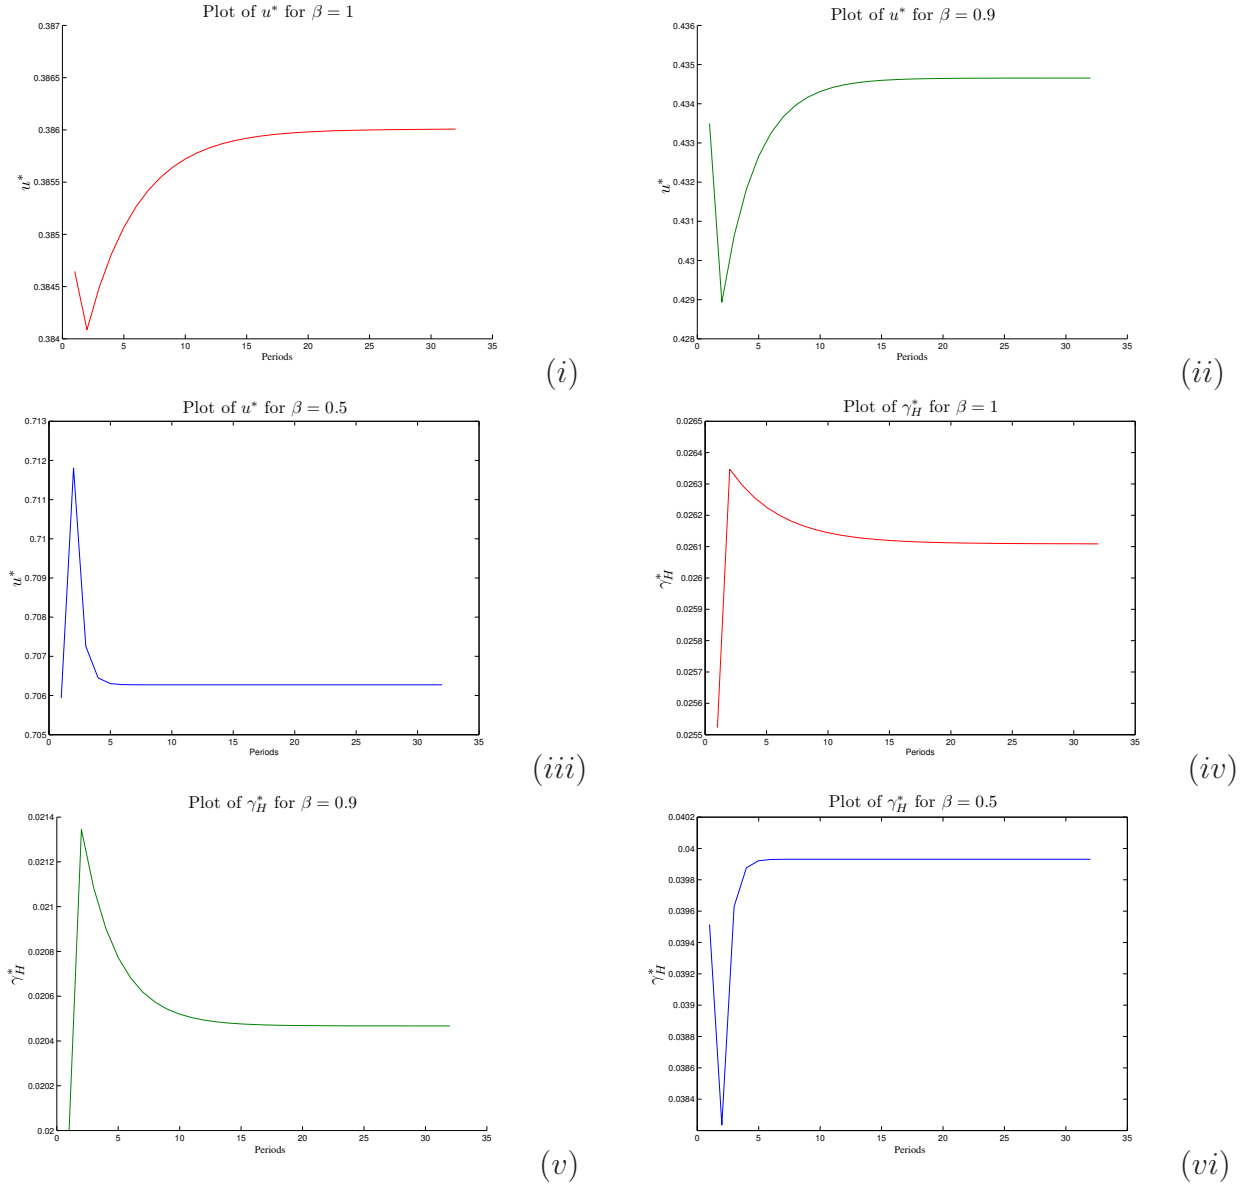 Plot of u* for β = 1
0.387
0.3865
0.386
0.3855
0.385
0.3845
0.384
u*
0 5 10 15 20 25 30 35
Periods
(i)
Plot of u* for β = 0.9
0.436
0.435
0.434
0.433
0.432
0.431
0.43
0.429
0.428
u*
0 5 10 15 20 25 30 35
Periods
(ii)
Plot of u* for β = 0.5
0.713
0.712
0.711
0.71
0.709
0.708
0.707
0.706
0.705
u*
0 5 10 15 20 25 30 35
Periods
(iii)
Plot of γ*_H for β = 1
0.0265
0.0264
0.0263
0.0262
0.0261
0.026
0.0259
0.0258
0.0257
0.0256
0.0255
γ*_H
0 5 10 15 20 25 30 35
Periods
(iv)
Plot of γ*_H for β = 0.9
0.0214
0.0212
0.021
0.0208
0.0206
0.0204
0.0202
0.02
γ*_H
0 5 10 15 20 25 30 35
Periods
(v)
Plot of γ*_H for β = 0.5
0.0402
0.04
0.0398
0.0396
0.0394
0.0392
0.039
0.0388
0.0386
0.0384
γ*_H
0 5 10 15 20 25 30 35
Periods
(vi)